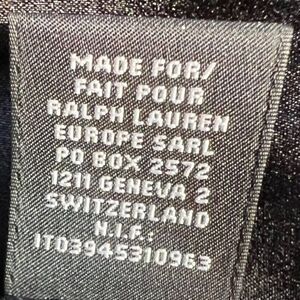 MADE FOR/
FAIT POUR
RALPH LAUREN
EUROPE SARL
PO BOX 2572
1211 GENEVA 2
SWITZERLAND
N.I.F.:
IT03945310963